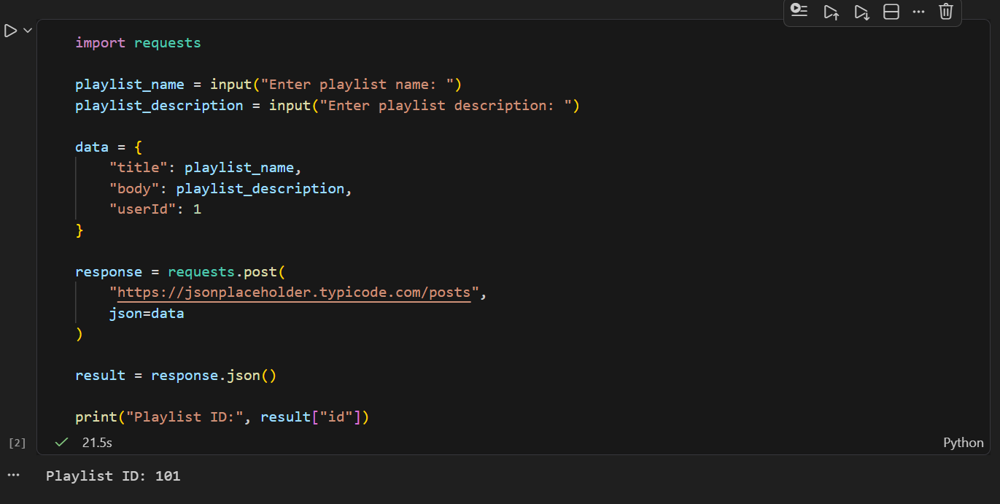 import requests
playlist_name = input("Enter playlist name: ")
playlist_description = input("Enter playlist description: ")
data = {
    "title": playlist_name,
    "body": playlist_description,
    "userId": 1
}
response = requests.post(
    "https://jsonplaceholder.typicode.com/posts",
    json=data
)
result = response.json()
print("Playlist ID:", result["id"])
[2] 21.5s Python
Playlist ID: 101